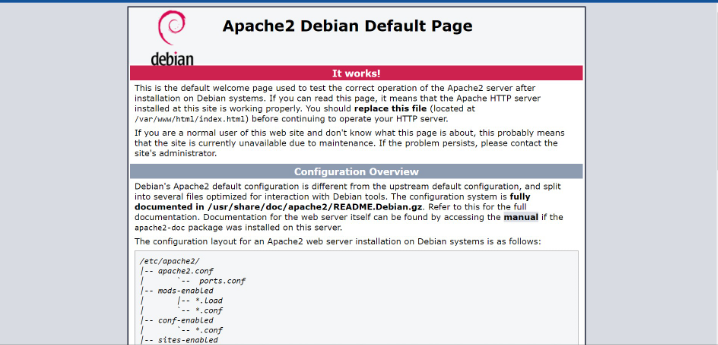 debian
Apache2 Debian Default Page
It works!
This is the default welcome page used to test the correct operation of the Apache2 server after
installation on Debian systems. If you can read this page, it means that the Apache HTTP server
installed at this site is working properly. You should replace this file (located at
/var/www/html/index.html) before continuing to operate your HTTP server.
If you are a normal user of this web site and don't know what this page is about, this probably means
that the site is currently unavailable due to maintenance. If the problem persists, please contact the
site's administrator.
Configuration Overview
Debian's Apache2 default configuration is different from the upstream default configuration, and split
into several files optimized for interaction with Debian tools. The configuration system is fully
documented in /usr/share/doc/apache2/README.Debian.gz. Refer to this for the full
documentation. Documentation for the web server itself can be found by accessing the manual if the
apache2-doc package was installed on this server.
The configuration layout for an Apache2 web server installation on Debian systems is as follows:
/etc/apache2/
|-- apache2.conf
|       `--  ports.conf
|-- mods-enabled
|       |-- *.load
|       `-- *.conf
|-- conf-enabled
|       `-- *.conf
|-- sites-enabled